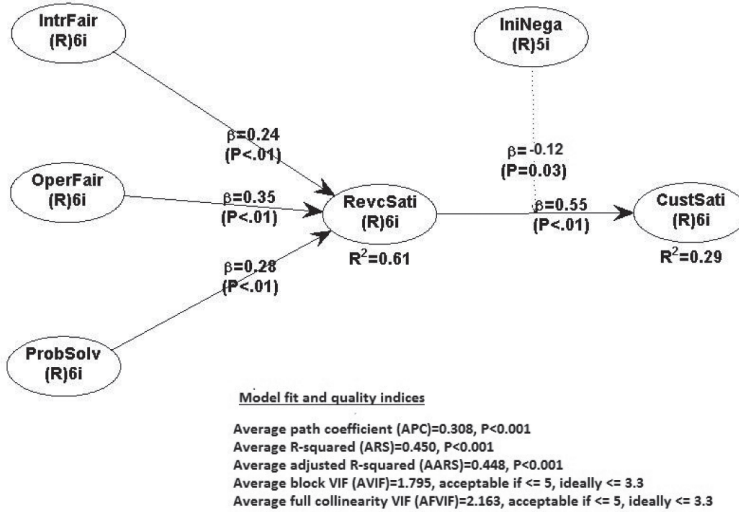 IntrFair
(R)6i
IniNega
(R)5i
β=0.24
(P<.01)
β= -0.12
(P=0.03)
OperFair
(R)6i
β=0.35
(P<.01)
RevcSati
(R)6i
R²=0.61
β=0.55
(P<.01)
CustSati
(R)6i
R²=0.29
β=0.28
(P<.01)
ProbSolv
(R)6i
Model fit and quality indices
Average path coefficient (APC)=0.308, P<0.001
Average R-squared (ARS)=0.450, P<0.001
Average adjusted R-squared (AARS)=0.448, P<0.001
Average block VIF (AVIF)=1.795, acceptable if <= 5, ideally <= 3.3
Average full collinearity VIF (AFVIF)=2.163, acceptable if <= 5, ideally <= 3.3